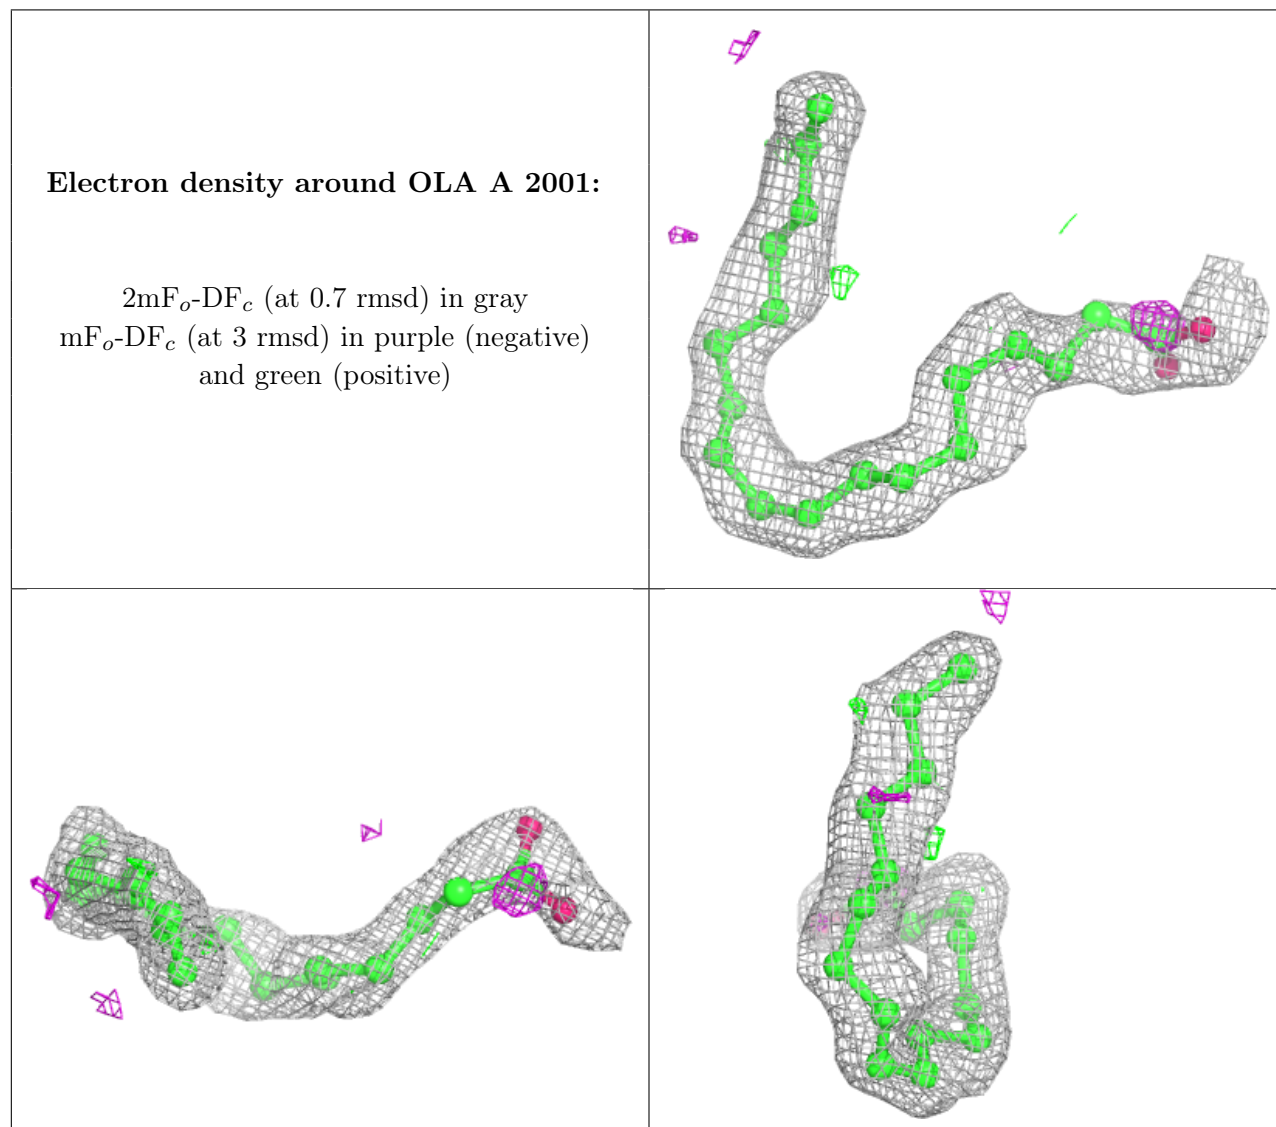 Electron density around OLA A 2001:
2mFₒ-DF𝒸 (at 0.7 rmsd) in gray
mFₒ-DF𝒸 (at 3 rmsd) in purple (negative)
and green (positive)